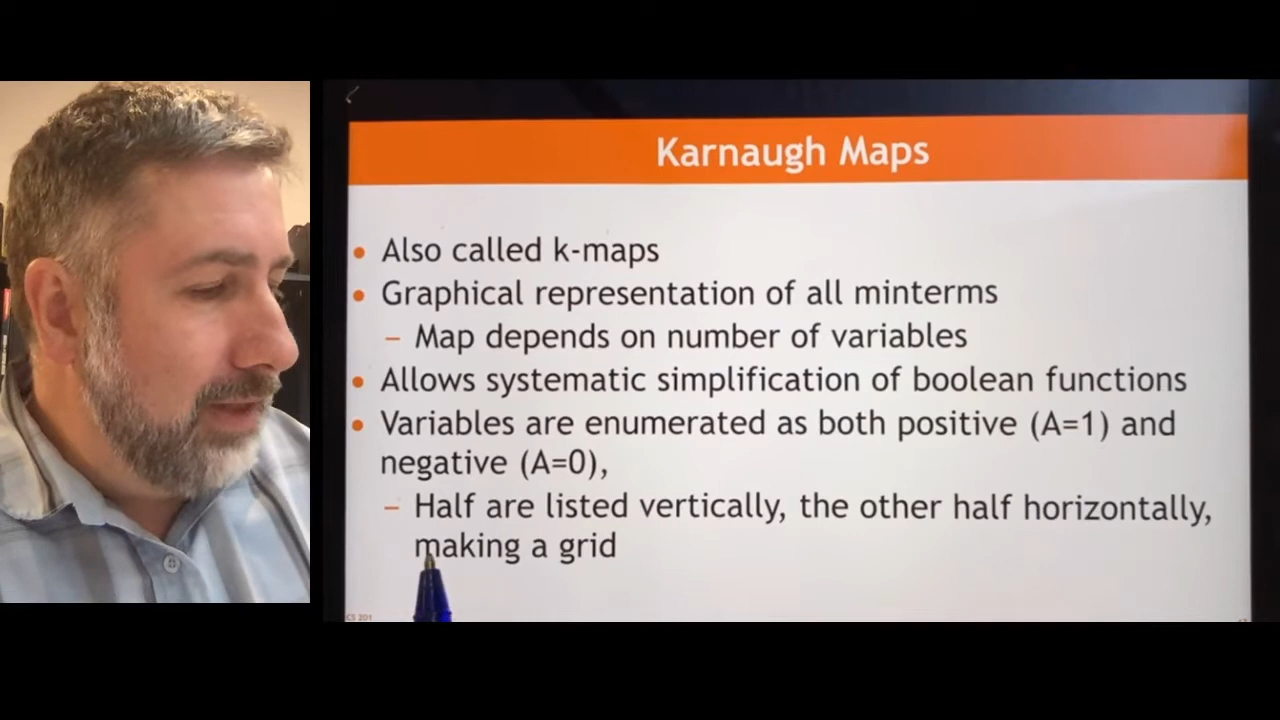 Karnaugh Maps
• Also called k-maps
• Graphical representation of all minterms
– Map depends on number of variables
• Allows systematic simplification of boolean functions
• Variables are enumerated as both positive (A=1) and
negative (A=0),
– Half are listed vertically, the other half horizontally,
making a grid
CS 201